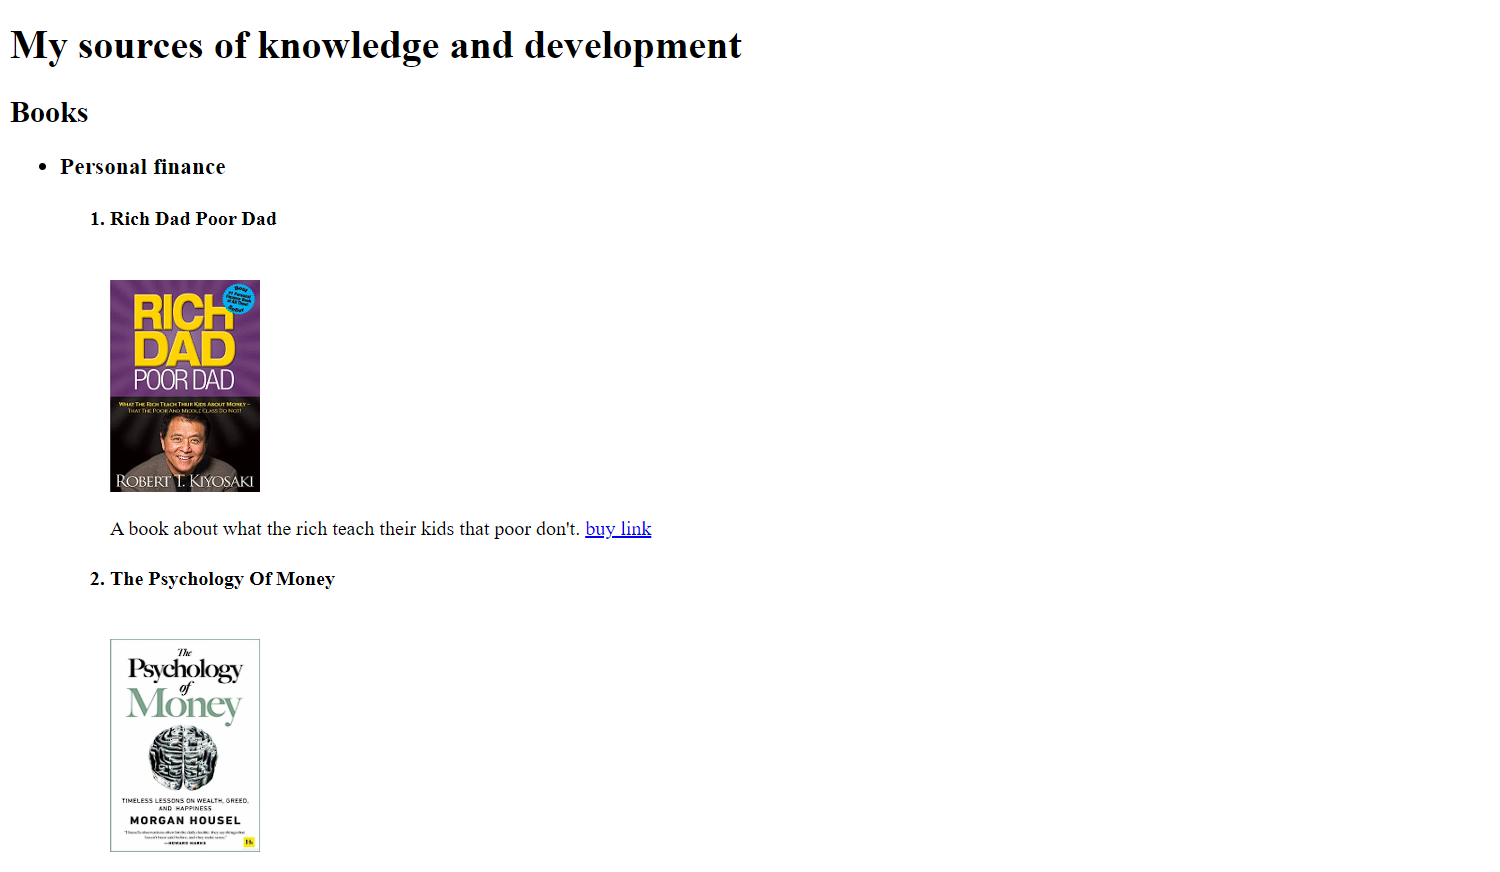 My sources of knowledge and development
Books
• Personal finance
1. Rich Dad Poor Dad
RICH
DAD
POOR DAD
WHAT THE RICH TEACH THEIR KIDS ABOUT MONEY –
THAT THE POOR AND MIDDLE CLASS DO NOT!
ROBERT T. KIYOSAKI
A book about what the rich teach their kids that poor don't. buy link
2. The Psychology Of Money
The
Psychology
of
Money
TIMELESS LESSONS ON WEALTH, GREED,
AND HAPPINESS
MORGAN HOUSEL